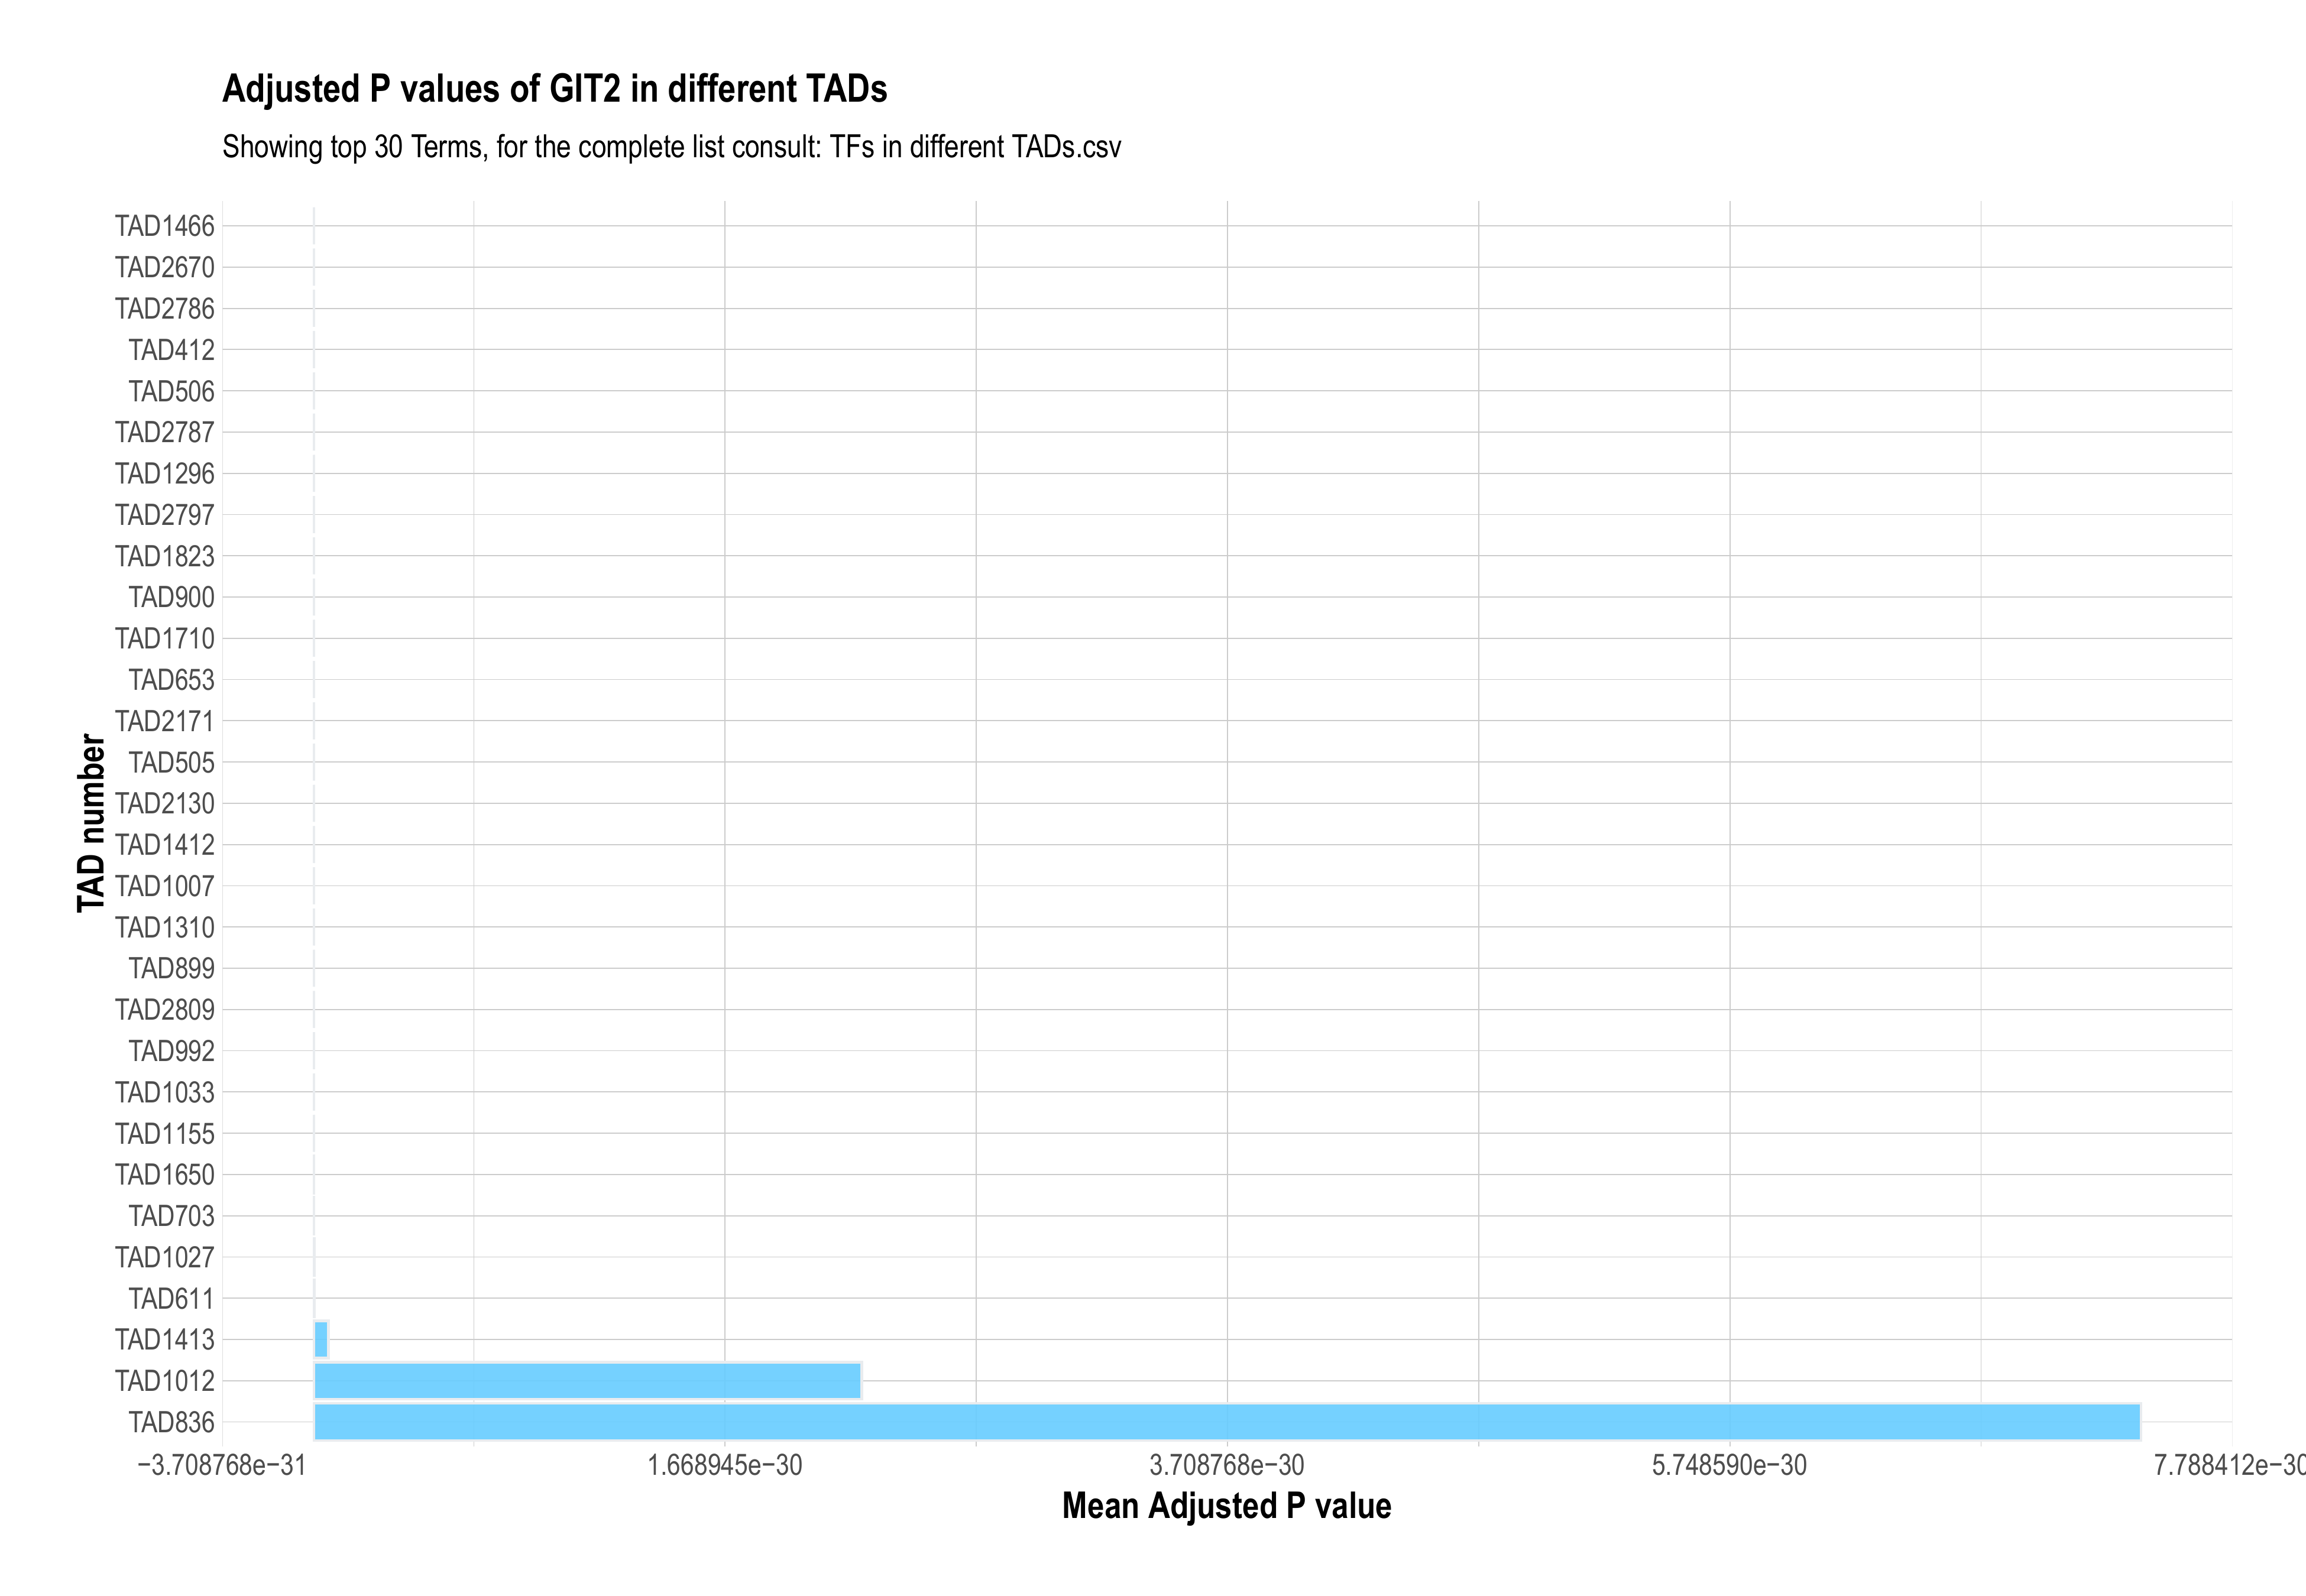 Adjusted P values of GIT2 in different TADs
Showing top 30 Terms, for the complete list consult: TFs in different TADs.csv
TAD1466
TAD2670
TAD2786
TAD412
TAD506
TAD2787
TAD1296
TAD2797
TAD1823
TAD900
TAD1710
TAD653
TAD2171
TAD505
TAD2130
TAD1412
TAD1007
TAD1310
TAD899
TAD2809
TAD992
TAD1033
TAD1155
TAD1650
TAD703
TAD1027
TAD611
TAD1413
TAD1012
TAD836
TAD number
−3.708768e−31 1.668945e−30 3.708768e−30 5.748590e−30 7.788412e−30
Mean Adjusted P value